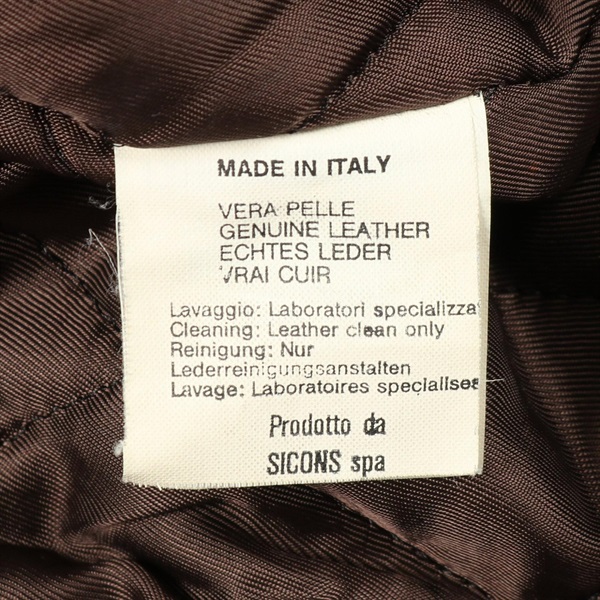 MADE IN ITALY
VERA PELLE
GENUINE LEATHER
ECHTES LEDER
VRAI CUIR
Lavaggio: Laboratori specializza
Cleaning: Leather clean only
Reinigung: Nur
Lederreinigungsanstalten
Lavage: Laboratoires specialises
Prodotto da
SICONS spa